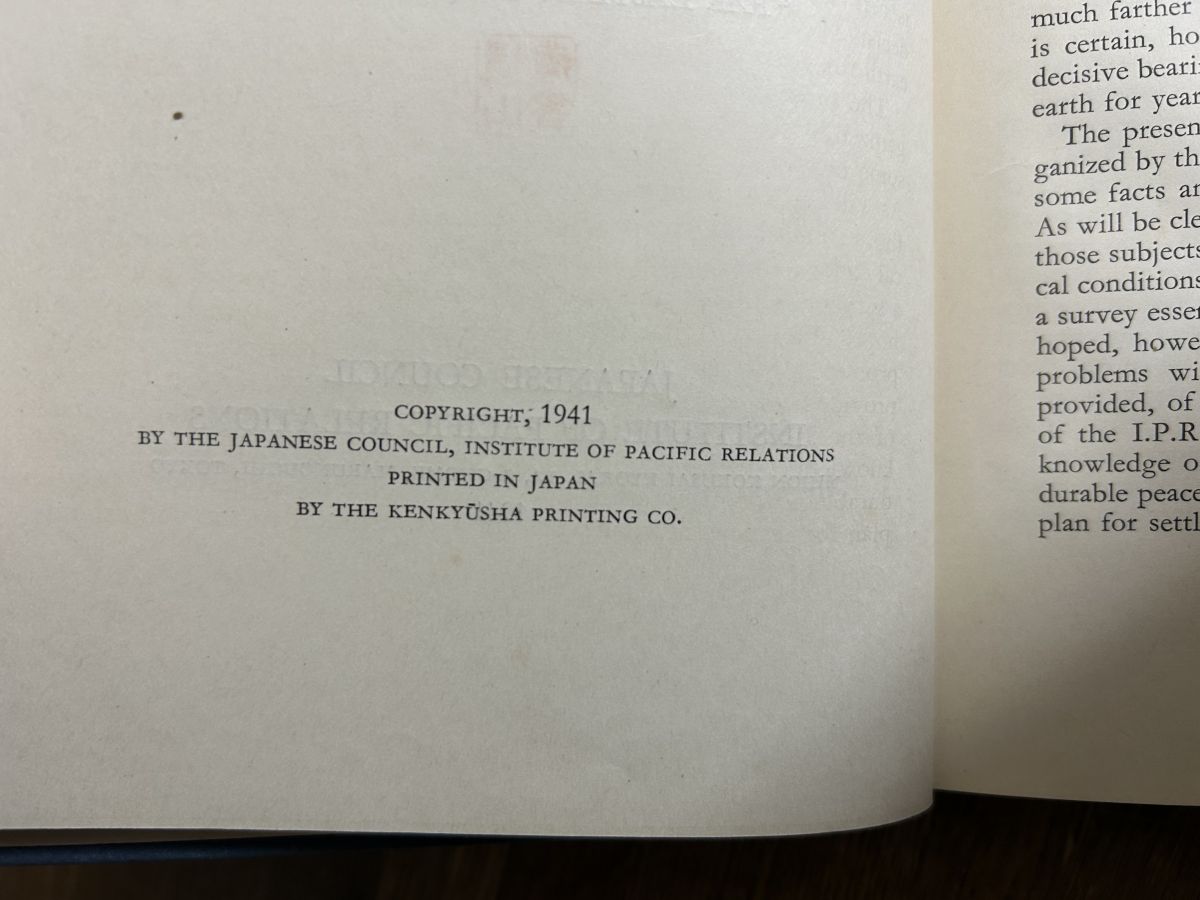 COPYRIGHT, 1941
BY THE JAPANESE COUNCIL, INSTITUTE OF PACIFIC RELATIONS
PRINTED IN JAPAN
BY THE KENKYŪSHA PRINTING CO.
much farther
is certain, ho
decisive beari
earth for year
The presen
ganized by th
some facts an
As will be cle
those subjects
cal conditions
a survey esser
hoped, howe
problems wi
provided, of
of the I.P.R
knowledge o
durable peace
plan for settl